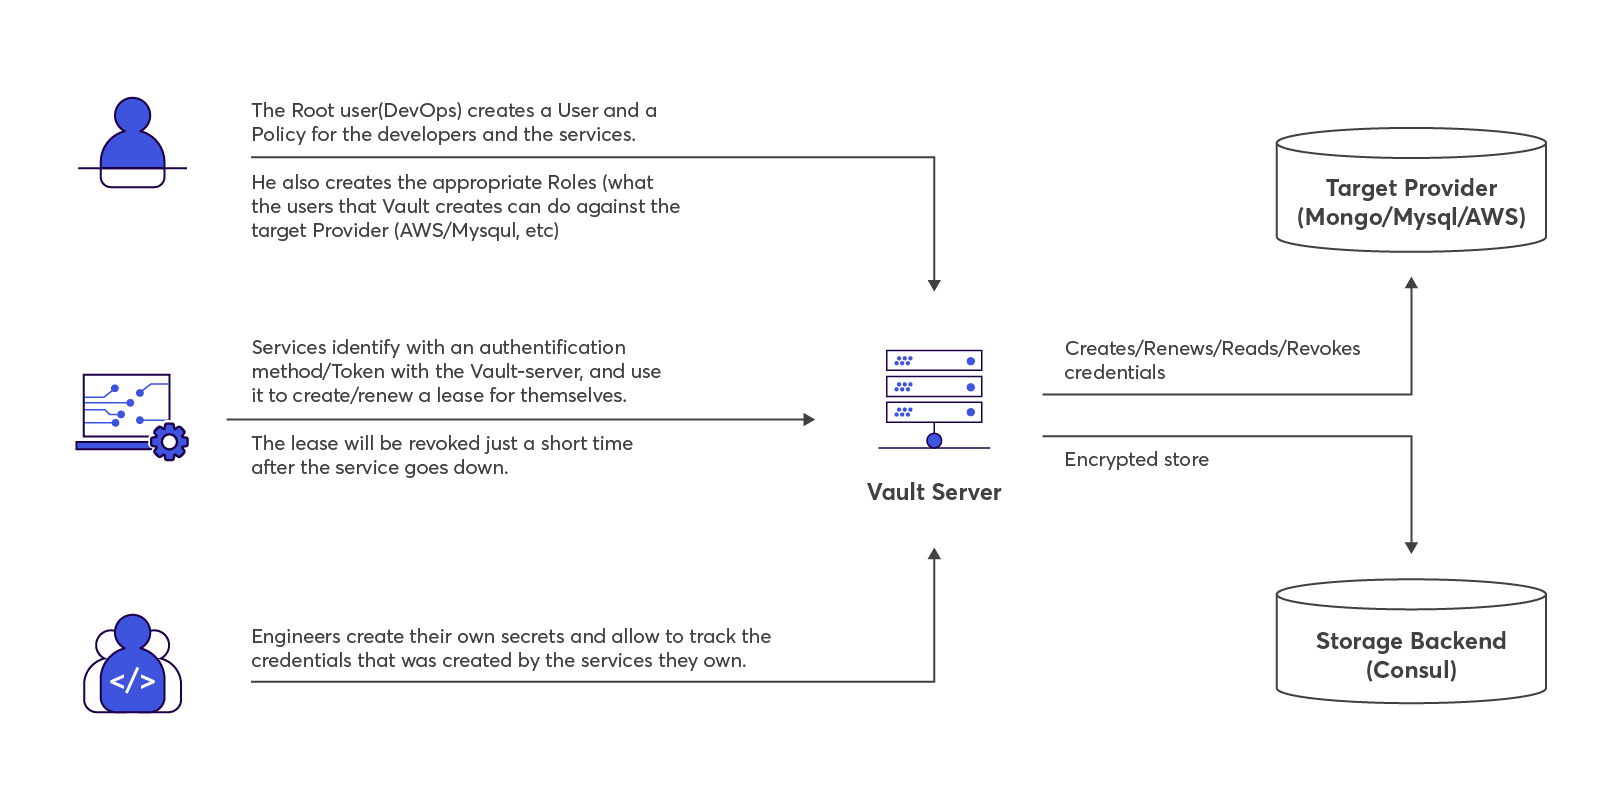 The Root user(DevOps) creates a User and a
Policy for the developers and the services.
He also creates the appropriate Roles (what
the users that Vault creates can do against the
target Provider (AWS/Mysqul, etc)
Target Provider
(Mongo/Mysql/AWS)
Services identify with an authentification
method/Token with the Vault-server, and use
it to create/renew a lease for themselves.
The lease will be revoked just a short time
after the service goes down.
Vault Server
Creates/Renews/Reads/Revokes
credentials
Encrypted store
</>
Engineers create their own secrets and allow to track the
credentials that was created by the services they own.
Storage Backend
(Consul)